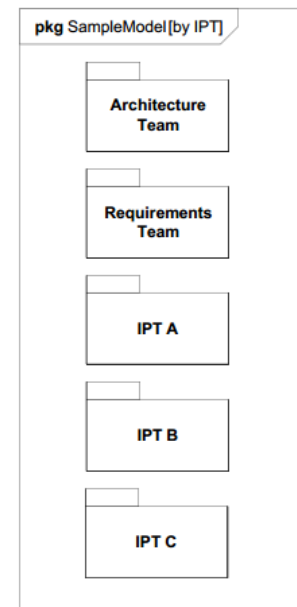 pkg SampleModel[by IPT]
Architecture
Team
Requirements
Team
IPT A
IPT B
IPT C